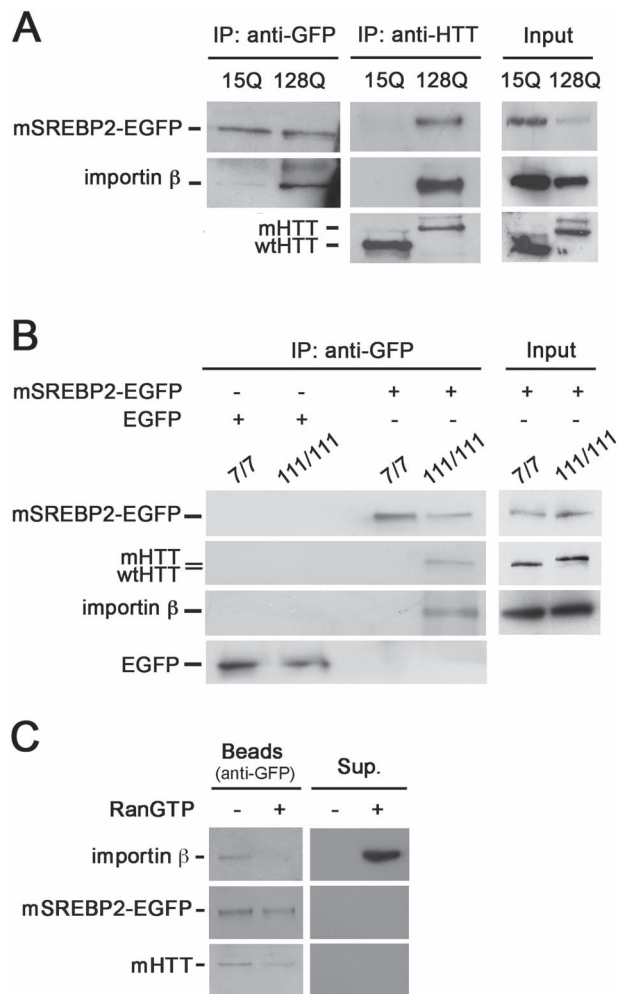 A
IP: anti-GFP IP: anti-HTT Input
15Q 128Q 15Q 128Q 15Q 128Q
mSREBP2-EGFP
importin β
mHTT
wtHTT
B
IP: anti-GFP Input
mSREBP2-EGFP - - + + + +
EGFP + + - - - -
7/7 111/111 7/7 111/111 7/7 111/111
mSREBP2-EGFP
mHTT
wtHTT
importin β
EGFP
C
Beads Sup.
(anti-GFP)
RanGTP - + - +
importin β
mSREBP2-EGFP
mHTT